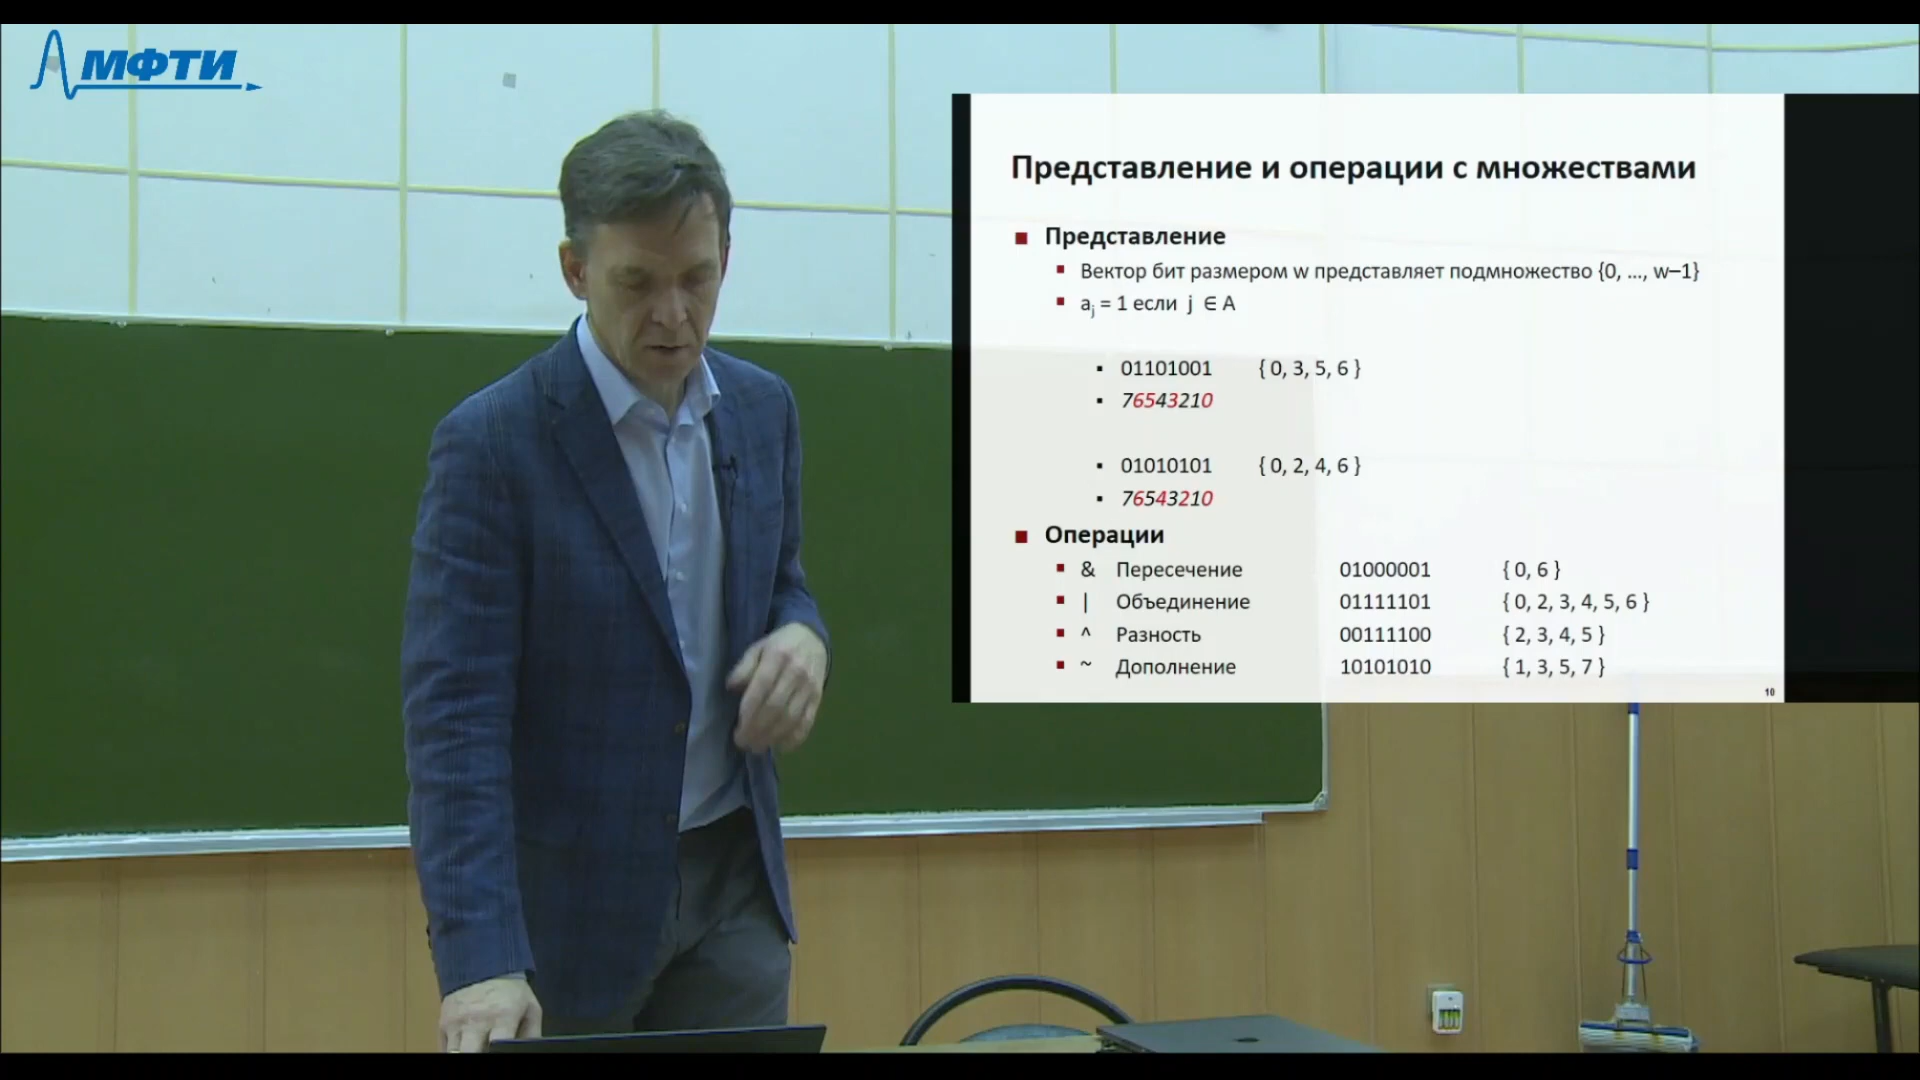 МФТИ
Представление и операции с множествами
Представление
Вектор бит размером w представляет подмножество {0, ..., w–1}
aj = 1 если j ∈ A
01101001 { 0, 3, 5, 6 }
76543210
01010101 { 0, 2, 4, 6 }
76543210
Операции
& Пересечение 01000001 { 0, 6 }
| Объединение 01111101 { 0, 2, 3, 4, 5, 6 }
^ Разность 00111100 { 2, 3, 4, 5 }
~ Дополнение 10101010 { 1, 3, 5, 7 }
10